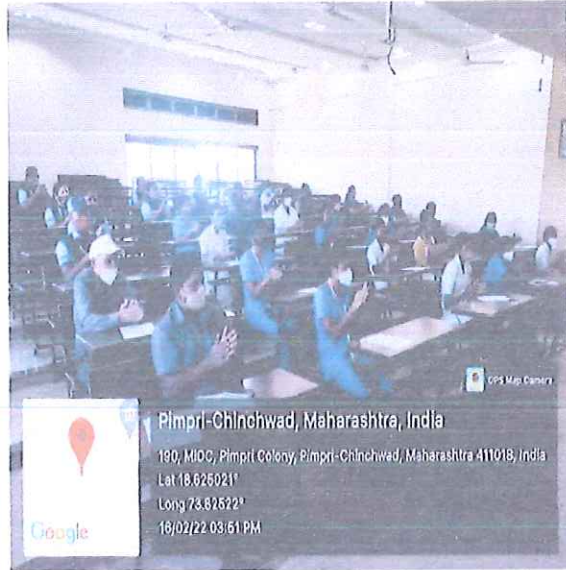 GPS Map Camera
Pimpri-Chinchwad, Maharashtra, India
190, MIDC, Pimpri Colony, Pimpri-Chinchwad, Maharashtra 411018, India
Lat 18.625021°
Long 73.82522°
16/02/22 03:51 PM
Google